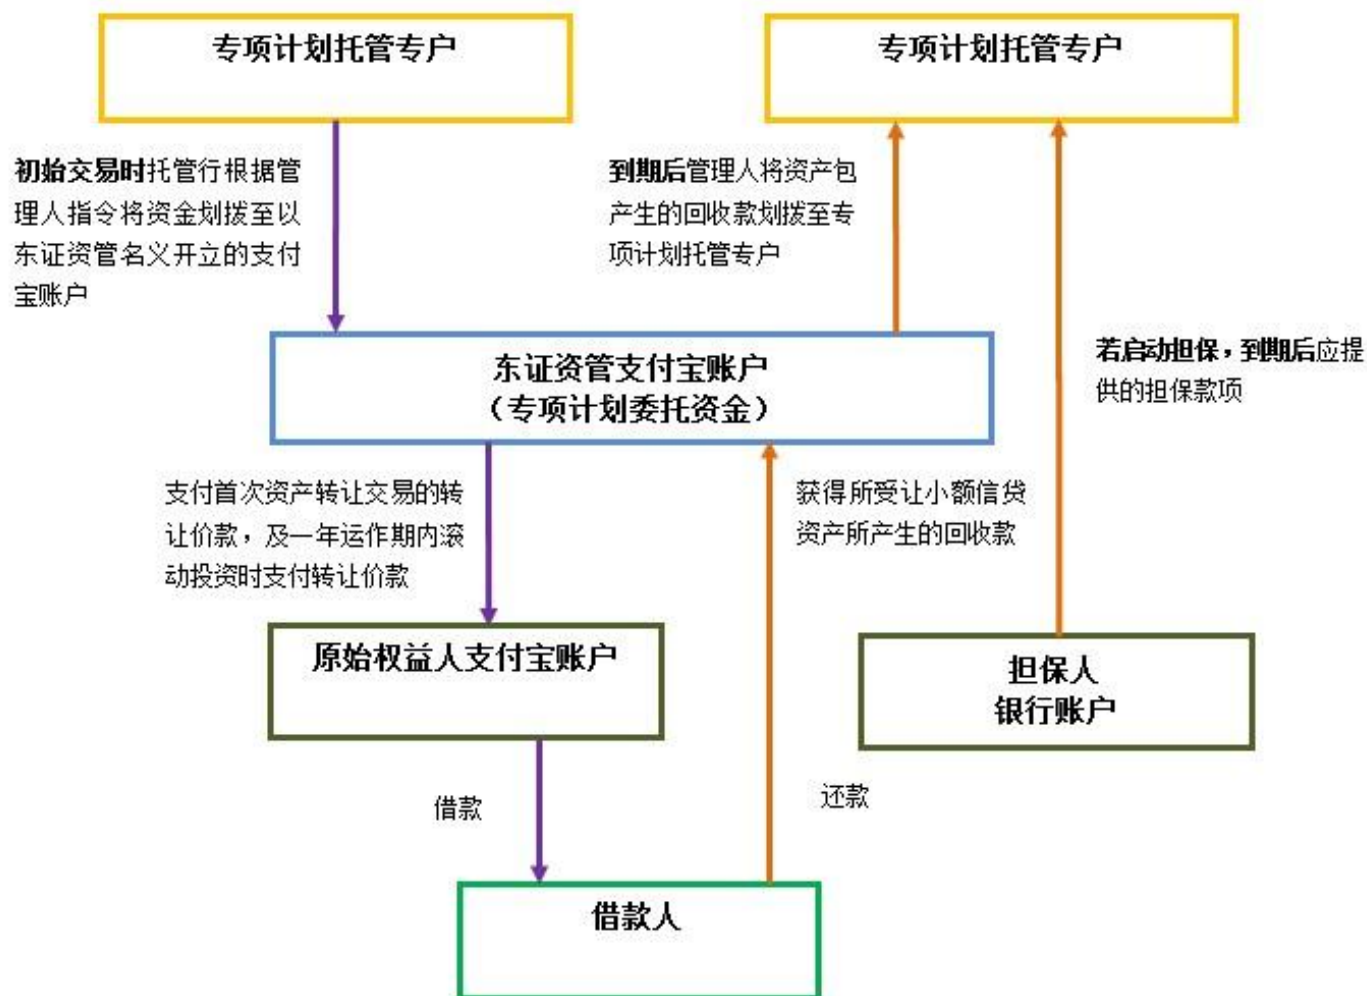 专项计划托管专户
专项计划托管专户
初始交易时托管行根据管
理人指令将资金划拨至以
东证资管名义开立的支付
宝账户
到期后管理人将资产包
产生的回收款划拨至专
项计划托管专户
若启动担保，到期后应提
供的担保款项
东证资管支付宝账户
（专项计划委托资金）
支付首次资产转让交易的转
让价款，及一年运作期内滚
动投资时支付转让价款
获得所受让小额信贷
资产所产生的回收款
原始权益人支付宝账户
担保人
银行账户
借款
还款
借款人